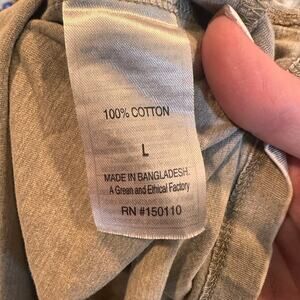 100% COTTON
L
MADE IN BANGLADESH.
A Green and Ethical Factory
RN #150110